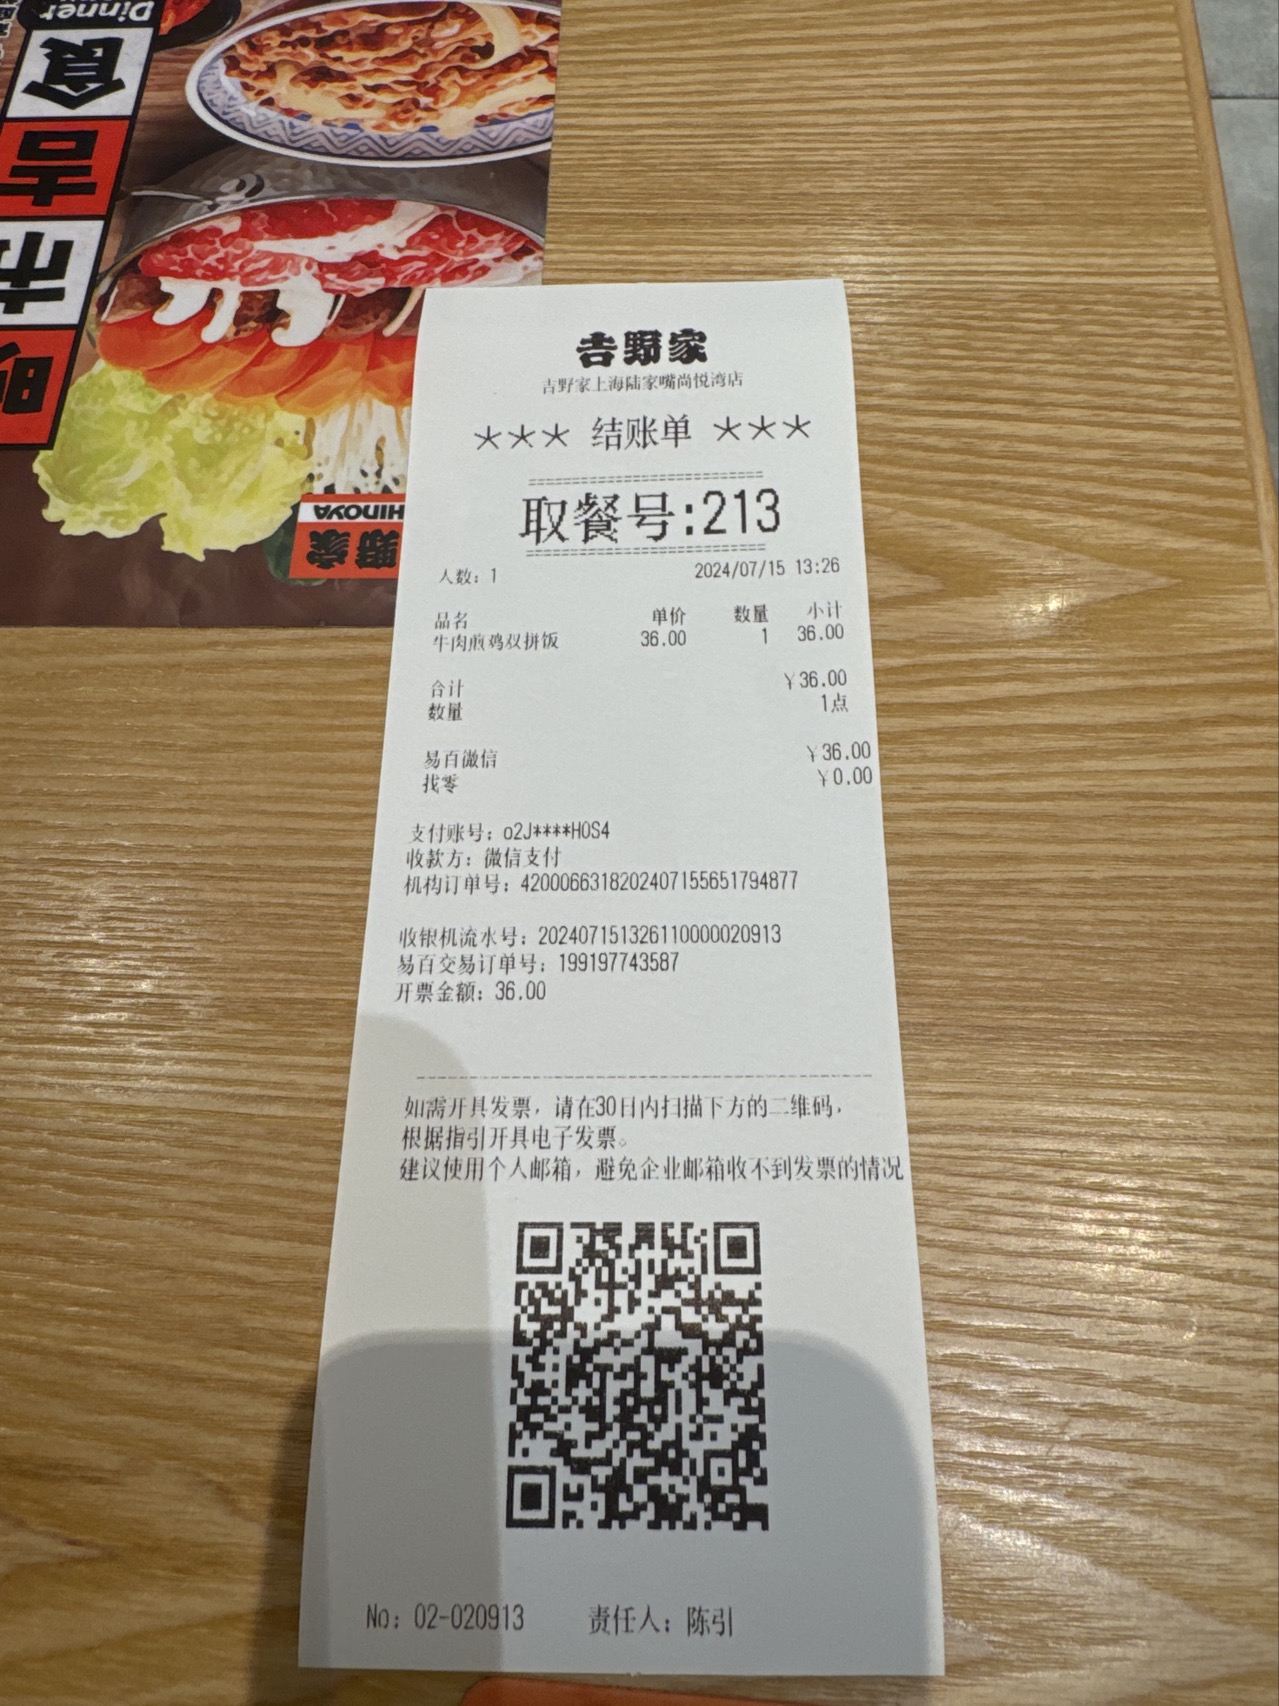 Dinner
食
吉
市
野家
HINOYA
吉野家
吉野家上海陆家嘴尚悦湾店
*** 结账单 ***
取餐号:213
人数：1 2024/07/15 13:26
品名 单价 数量 小计
牛肉煎鸡双拼饭 36.00 1 36.00
合计 ¥36.00
数量 1点
易百微信 ¥36.00
找零 ¥0.00
支付账号：o2J****H0S4
收款方：微信支付
机构订单号：4200066318202407155651794877
收银机流水号：202407151326110000020913
易百交易订单号：199197743587
开票金额：36.00
如需开具发票，请在30日内扫描下方的二维码，
根据指引开具电子发票。
建议使用个人邮箱，避免企业邮箱收不到发票的情况
No：02-020913 责任人：陈引